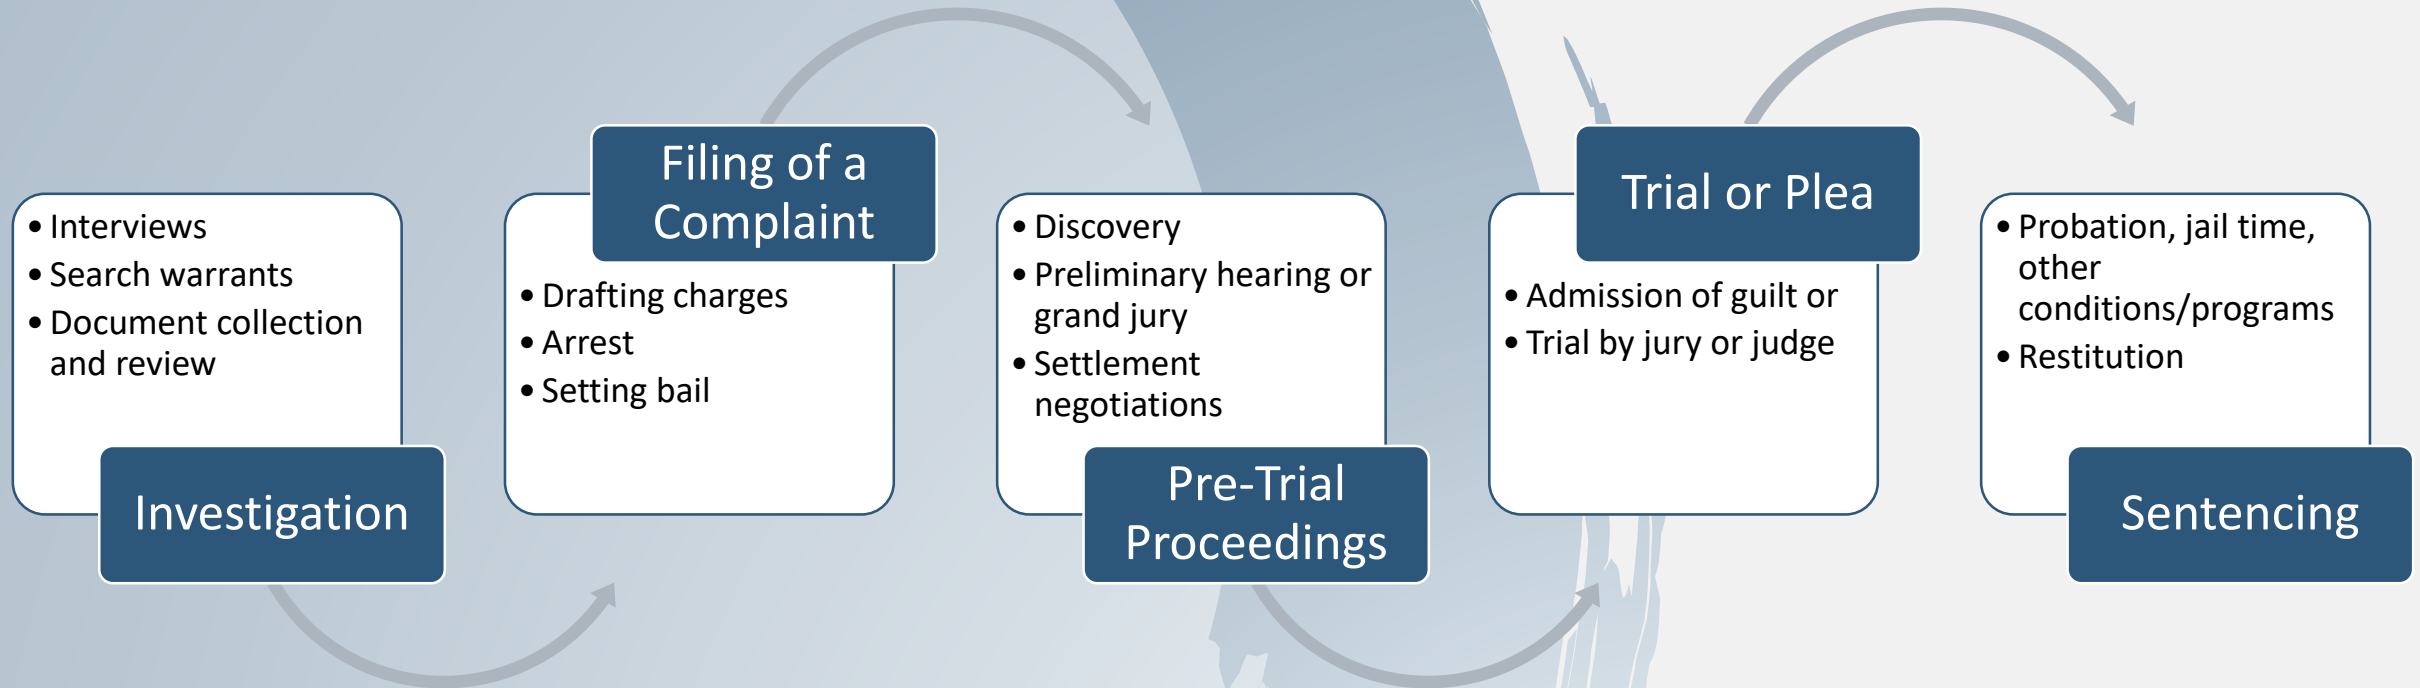 • Interviews
• Search warrants
• Document collection
and review
Investigation
Filing of a
Complaint
• Drafting charges
• Arrest
• Setting bail
• Discovery
• Preliminary hearing or
grand jury
• Settlement
negotiations
Pre-Trial
Proceedings
Trial or Plea
• Admission of guilt or
• Trial by jury or judge
• Probation, jail time,
other
conditions/programs
• Restitution
Sentencing